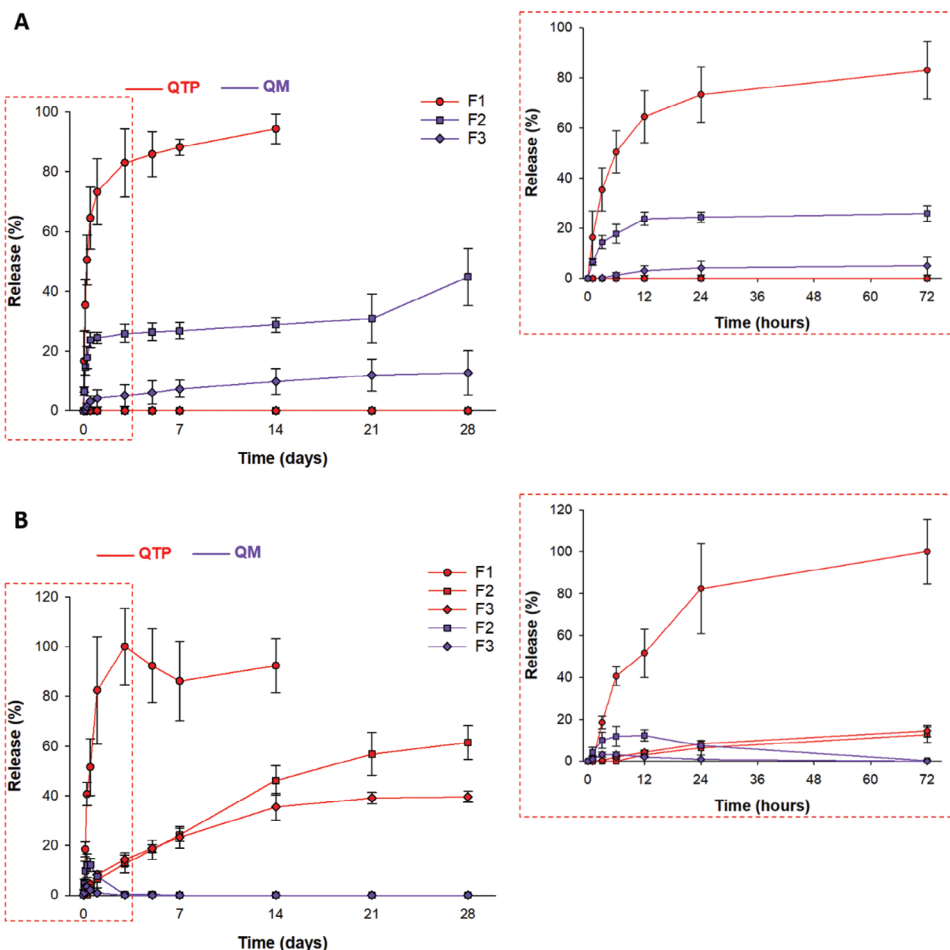 A
QTP QM
F1
F2
F3
Release (%)
100
80
60
40
20
0
0 7 14 21 28
Time (days)
Release (%)
100
80
60
40
20
0
0 12 24 36 48 60 72
Time (hours)
B
QTP QM
F1
F2
F3
F2
F3
Release (%)
120
100
80
60
40
20
0
0 7 14 21 28
Time (days)
Release (%)
120
100
80
60
40
20
0
0 12 24 36 48 60 72
Time (hours)